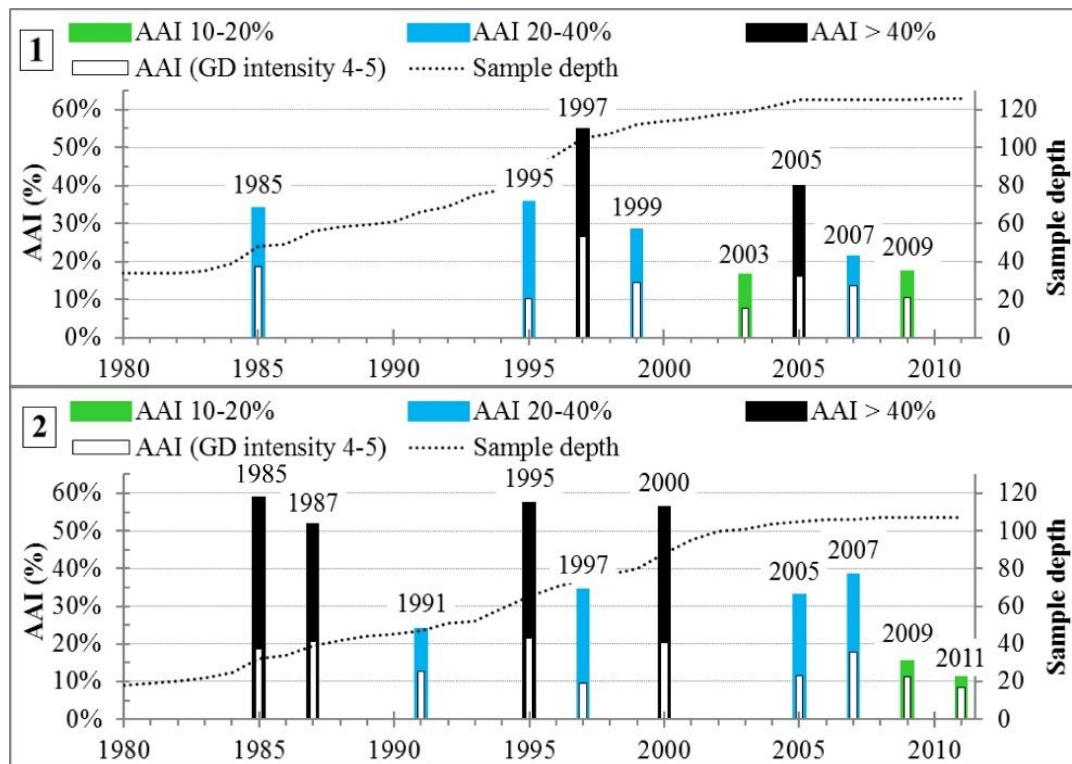 1
AAI 10-20% AAI 20-40% AAI > 40%
AAI (GD intensity 4-5) Sample depth
60% 1997 120
50% 2005 100
40% 1985 1995 80
30% 1999 60
20% 2003 2007 2009 40
10% 20
0% 0
AAI (%)
Sample depth
1980 1985 1990 1995 2000 2005 2010
2
AAI 10-20% AAI 20-40% AAI > 40%
AAI (GD intensity 4-5) Sample depth
1985 1995 2000
60% 1987 120
50% 100
40% 1997 2005 2007 80
30% 1991 60
20% 2009 2011 40
10% 20
0% 0
AAI (%)
Sample depth
1980 1985 1990 1995 2000 2005 2010